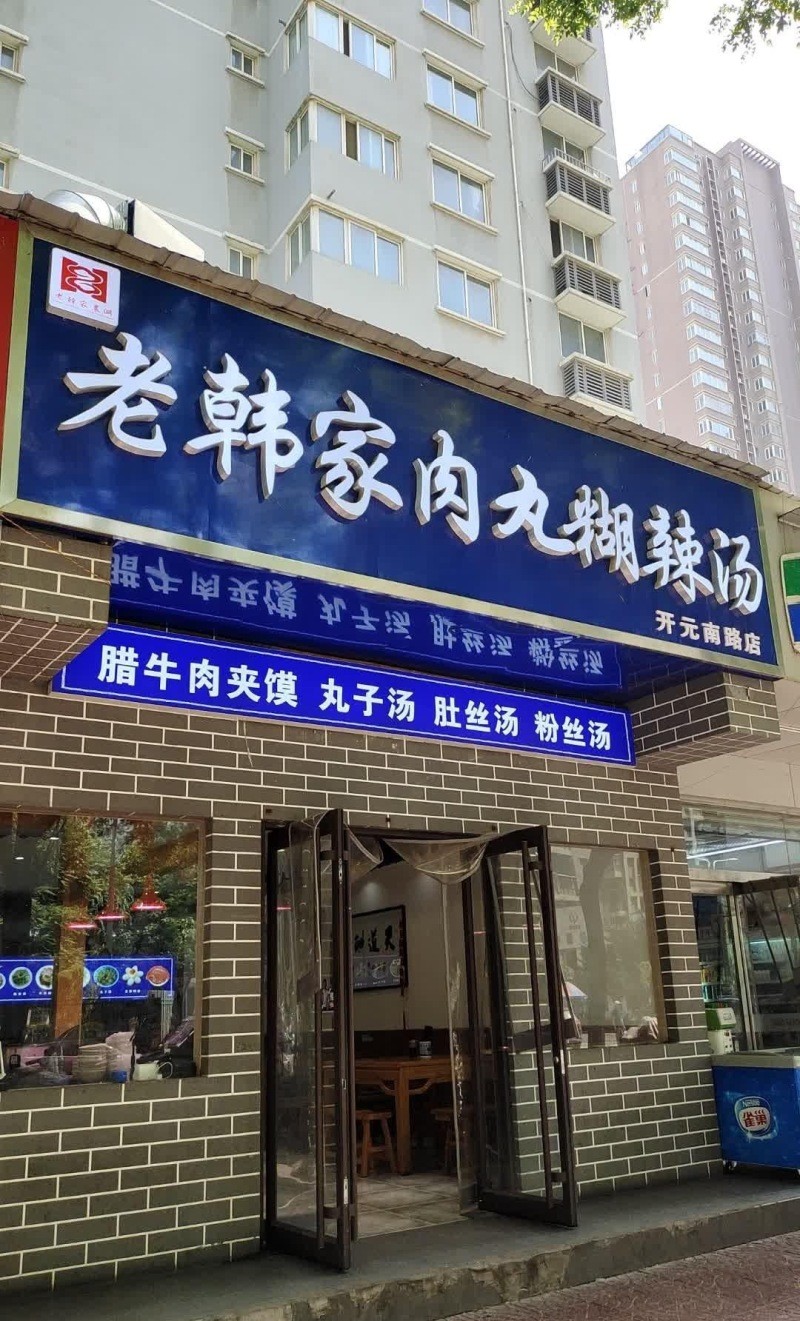 老韩家肉丸糊辣汤
开元南路店
腊牛肉夹馍 丸子汤 肚丝汤 粉丝汤
Nestle
雀巢